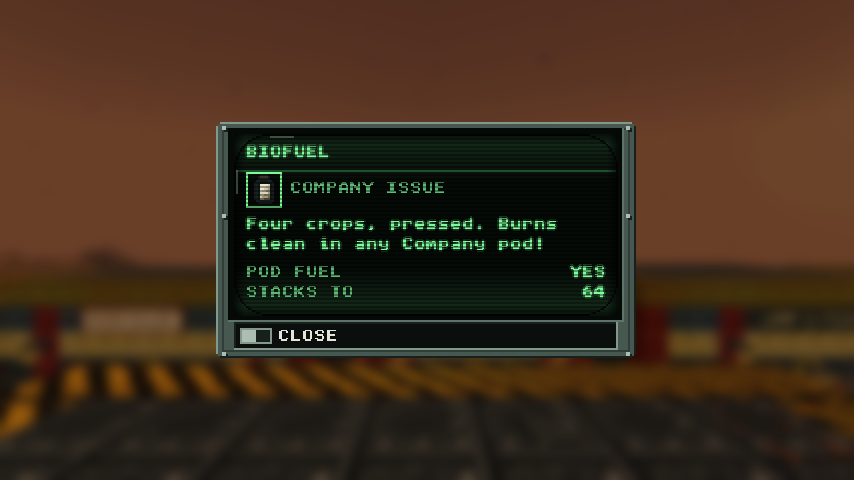 BIOFUEL
COMPANY ISSUE
Four crops, pressed. Burns
clean in any Company pod!
POD FUEL YES
STACKS TO 64
CLOSE